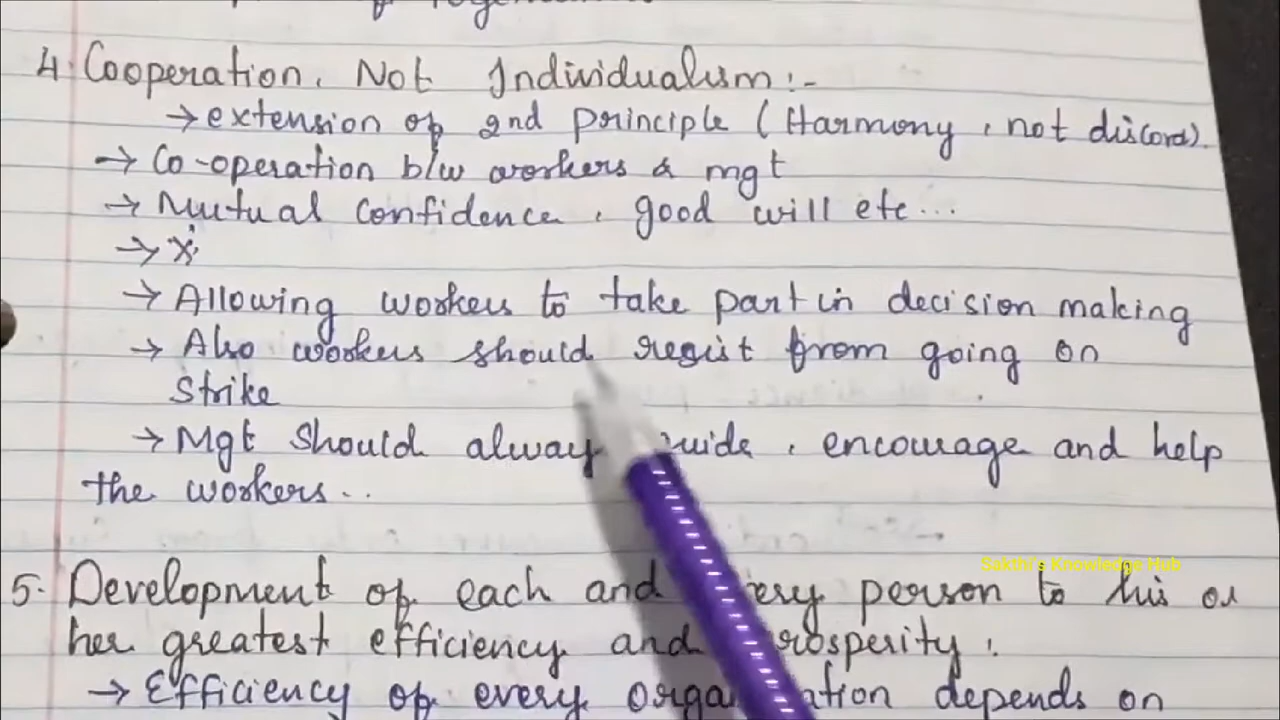 4. Cooperation, Not Individualism :-
→ extension of 2nd principle (Harmony, not discord).
→ Co-operation b/w workers & mgt
→ Mutual Confidence, good will etc...
→ X
→ Allowing workers to take part in decision making
→ Also workers should resist from going on
Strike
→ Mgt should always , encourage and help
the workers...
Sakthi's Knowledge Hub
5. Development of each and person to his or
her greatest efficiency and prosperity.
→ Efficiency of every depends on